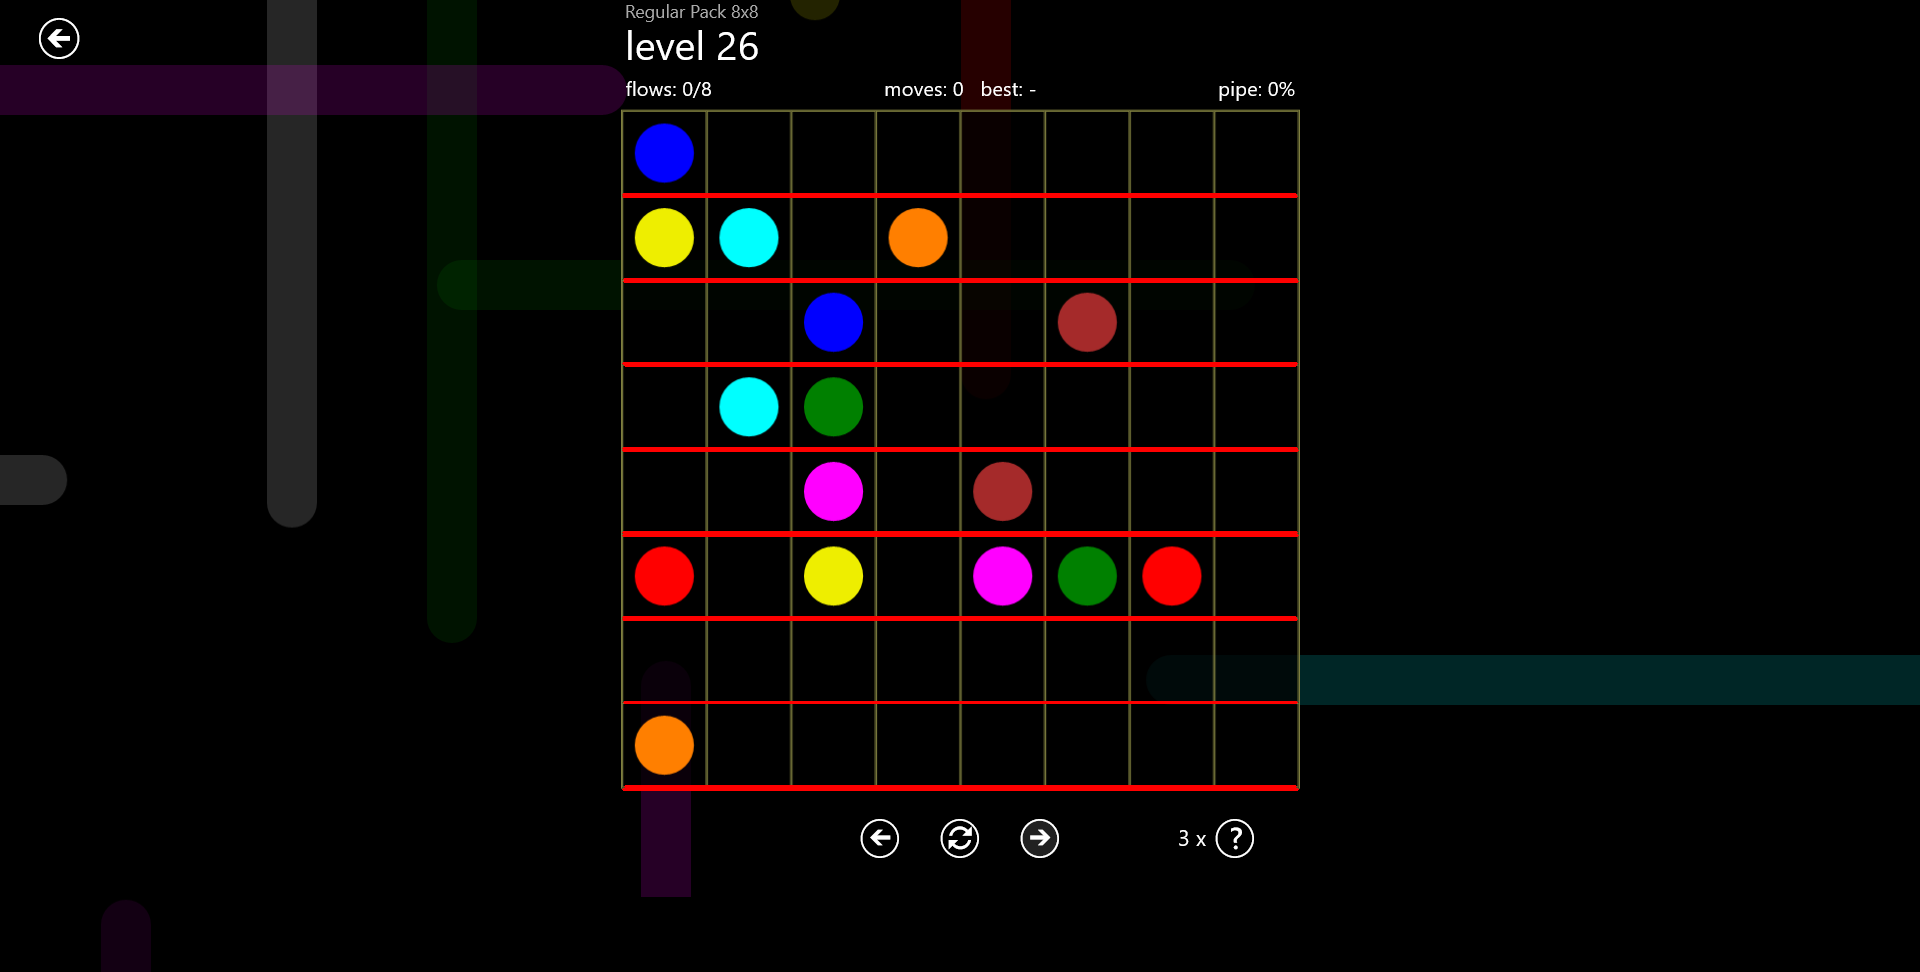 Regular Pack 8x8
level 26
flows: 0/8 moves: 0 best: - pipe: 0%
3 x ?